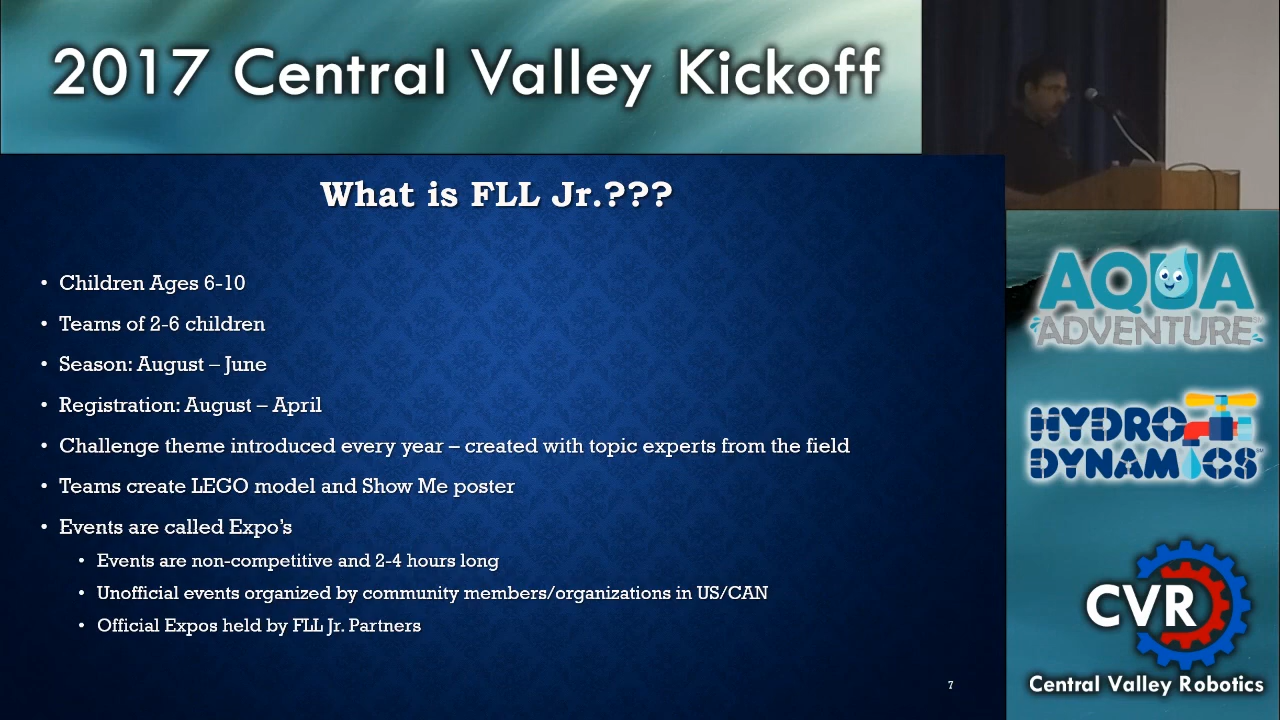 2017 Central Valley Kickoff
What is FLL Jr.???
• Children Ages 6-10
• Teams of 2-6 children
• Season: August – June
• Registration: August – April
• Challenge theme introduced every year – created with topic experts from the field
• Teams create LEGO model and Show Me poster
• Events are called Expo's
• Events are non-competitive and 2-4 hours long
• Unofficial events organized by community members/organizations in US/CAN
• Official Expos held by FLL Jr. Partners
7
AQUA
ADVENTURE
HYDRO
DYNAMICS
CVR
Central Valley Robotics